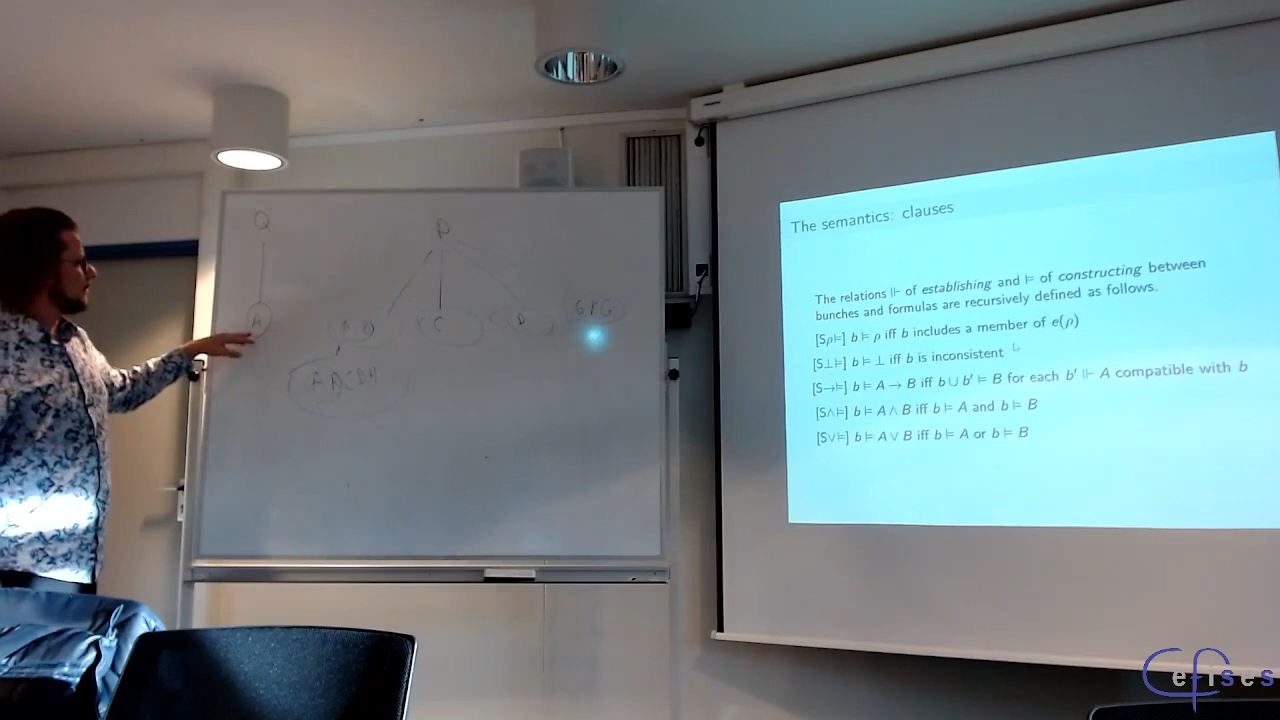 Q
A
C
The semantics: clauses
The relations ⊩ of establishing and ⊨ of constructing between
bunches and formulas are recursively defined as follows.
[Sρ⊨] b ⊨ ρ iff b includes a member of e(ρ)
[S⊥⊨] b ⊨ ⊥ iff b is inconsistent
[S→⊨] b ⊨ A → B iff b ∪ b′ ⊨ B for each b′ ⊩ A compatible with b
[S∧⊨] b ⊨ A ∧ B iff b ⊨ A and b ⊨ B
[S∨⊨] b ⊨ A ∨ B iff b ⊨ A or b ⊨ B
Cefises